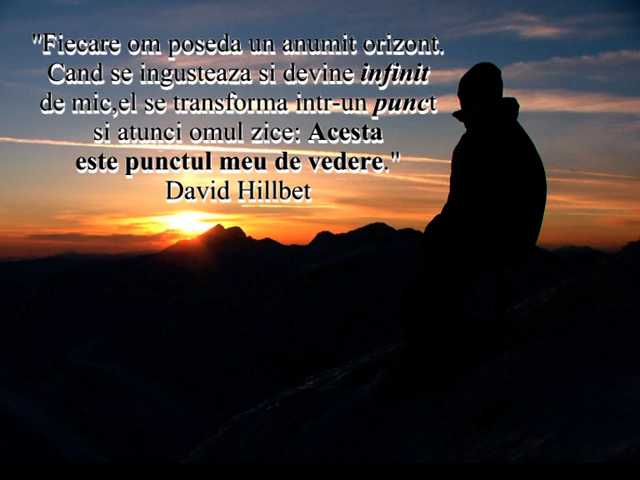 "Fiecare om poseda un anumit orizont.
Cand se ingusteaza si devine infinit
de mic,el se transforma intr-un punct
si atunci omul zice: Acesta
este punctul meu de vedere."
David Hillbet